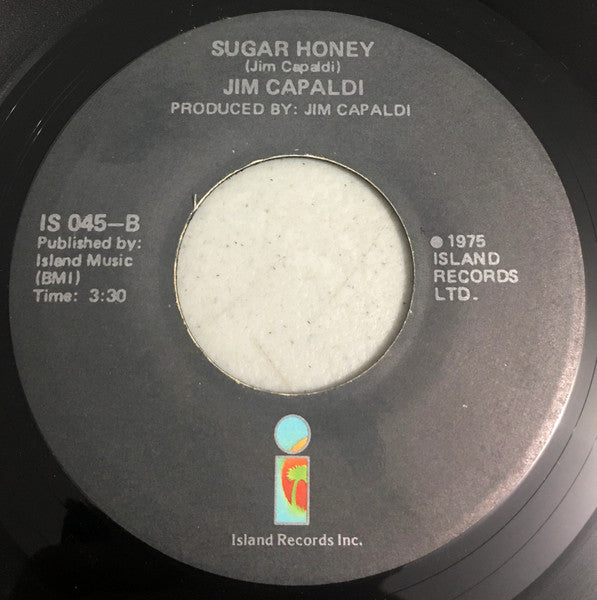 SUGAR HONEY
(Jim Capaldi)
JIM CAPALDI
PRODUCED BY: JIM CAPALDI
IS 045-B
Published by:
Island Music
(BMI)
Time: 3:30
℗ 1975
ISLAND
RECORDS
LTD.
i
Island Records Inc.